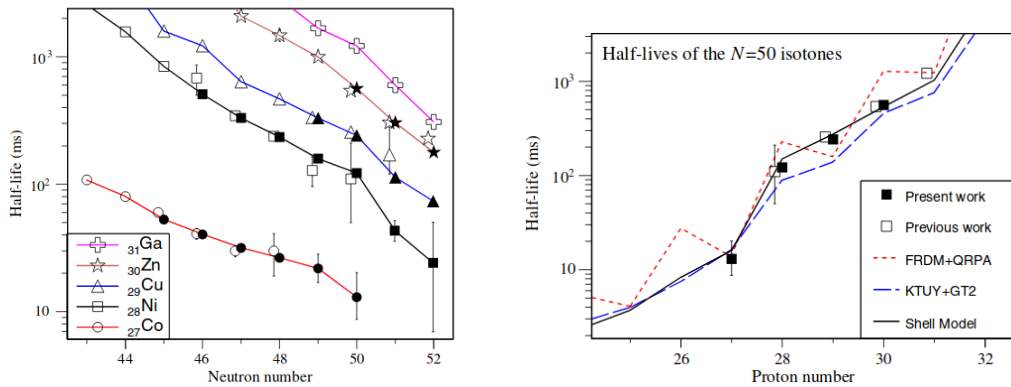 10³
10²
10
Half-life (ms)
₃₁Ga
₃₀Zn
₂₉Cu
₂₈Ni
₂₇Co
44 46 48 50 52
Neutron number
Half-lives of the N=50 isotones
10³
10²
10
Half-life (ms)
Present work
Previous work
FRDM+QRPA
KTUY+GT2
Shell Model
26 28 30 32
Proton number